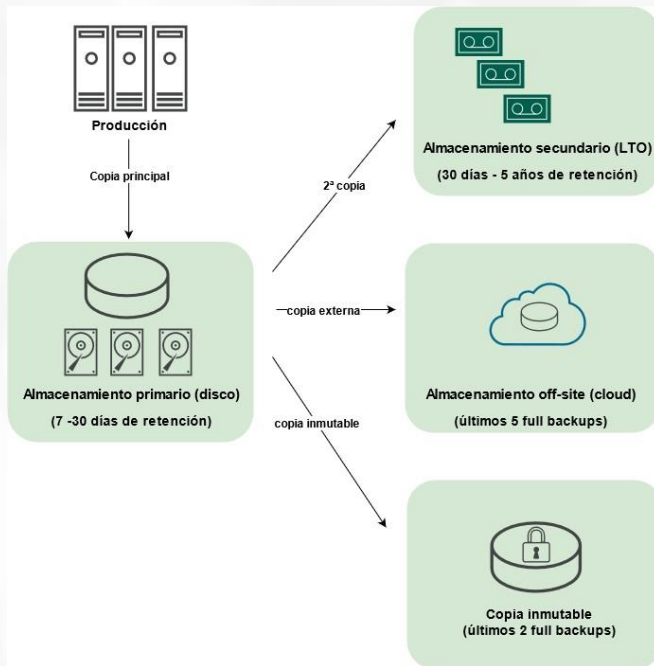 Producción
Copia principal
Almacenamiento primario (disco)
(7 -30 días de retención)
2ª copia
copia externa
copia inmutable
Almacenamiento secundario (LTO)
(30 días - 5 años de retención)
Almacenamiento off-site (cloud)
(últimos 5 full backups)
Copia inmutable
(últimos 2 full backups)